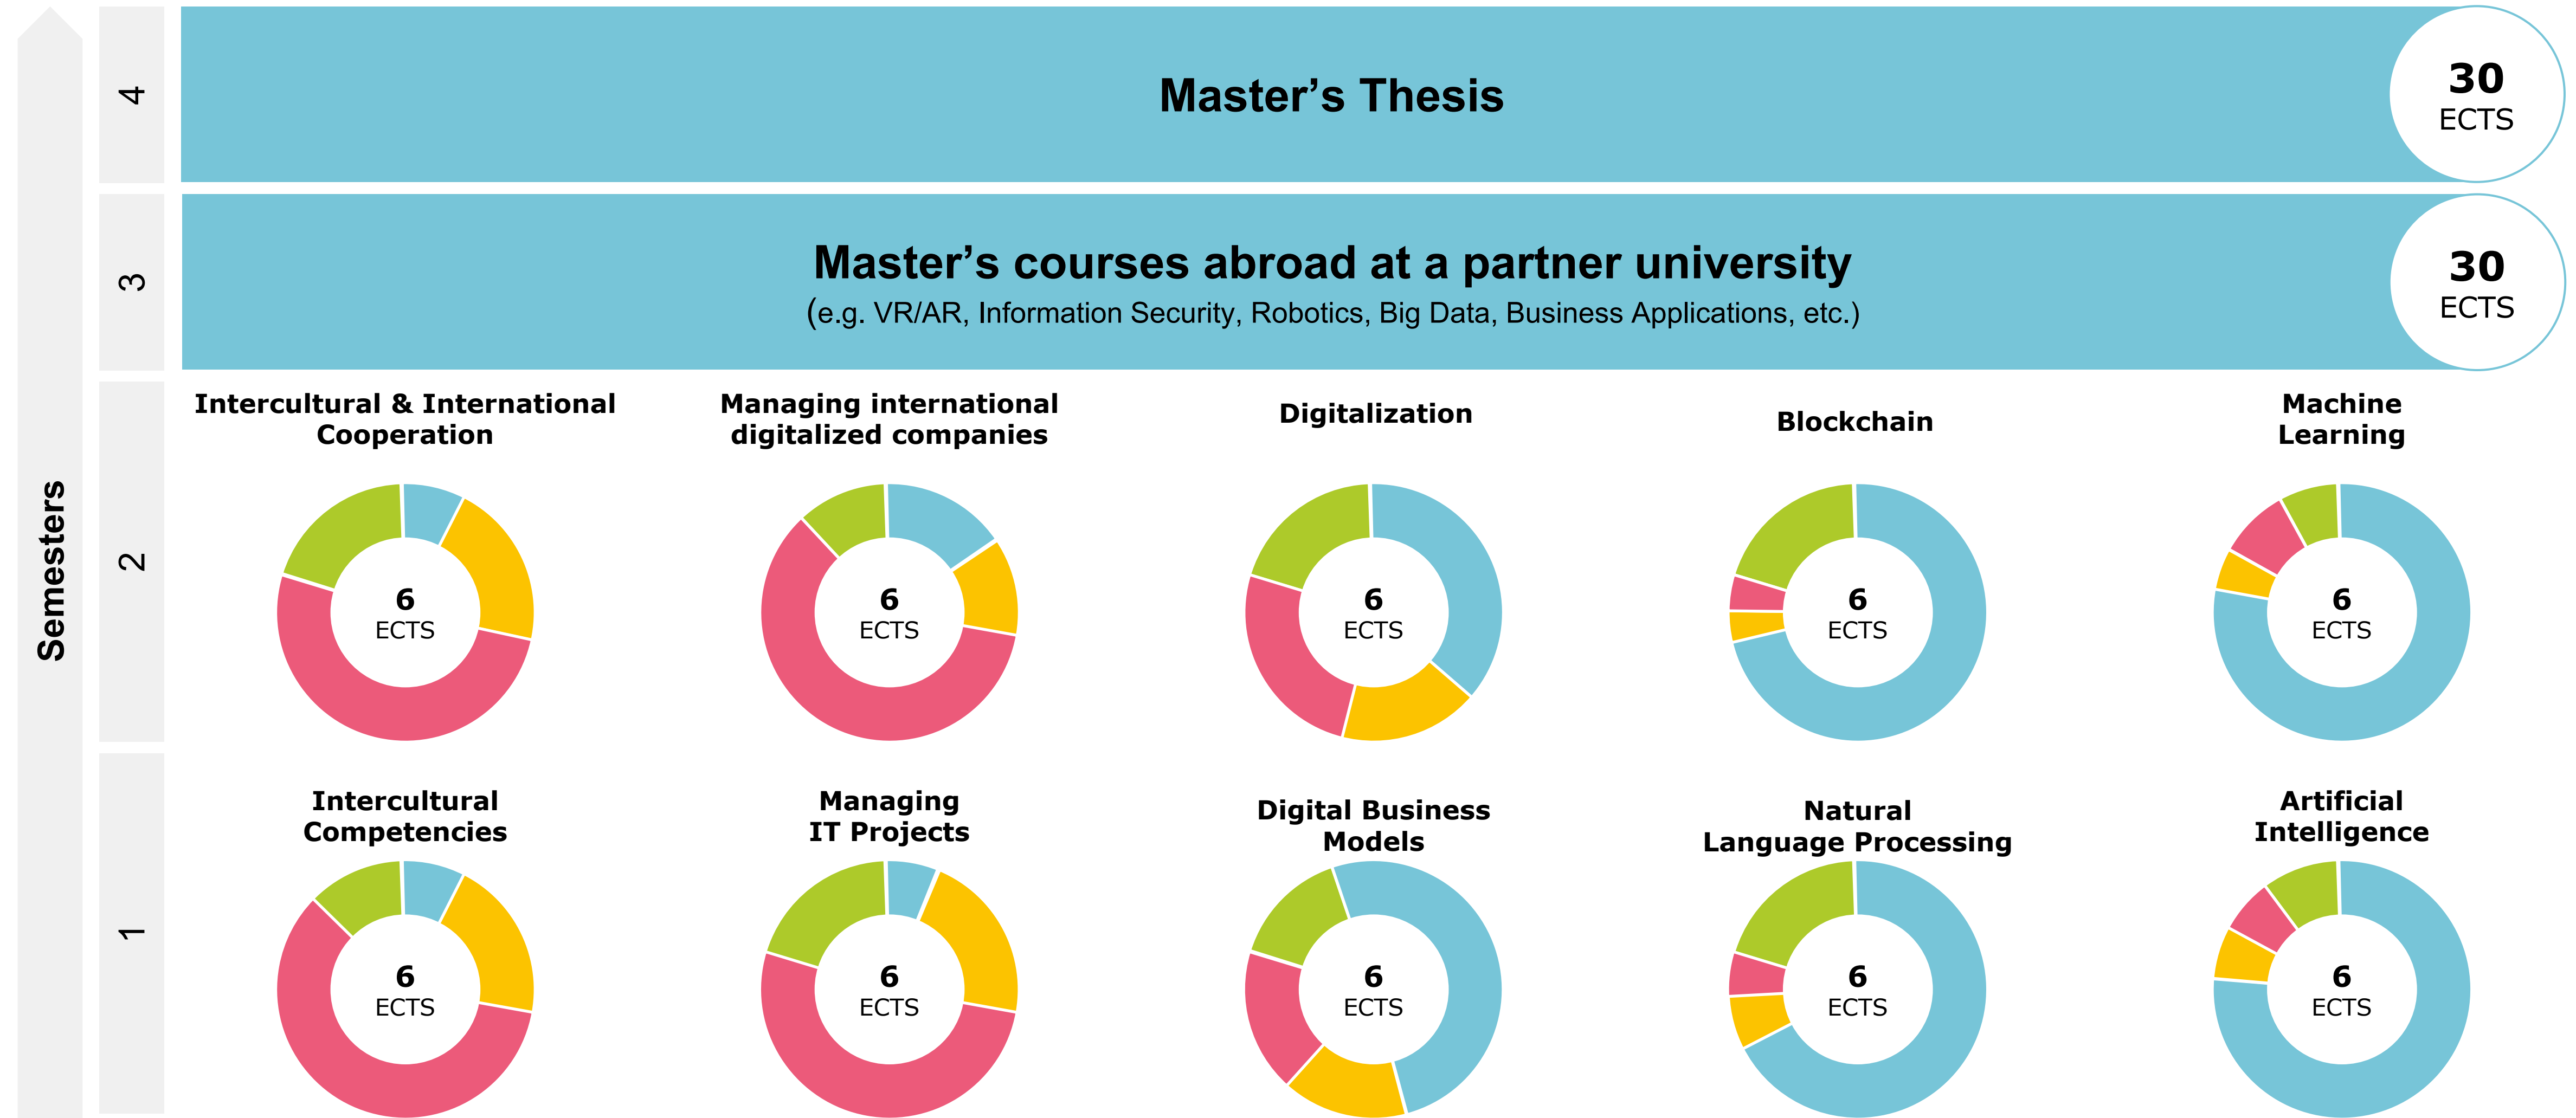 4
Master’s Thesis
30
ECTS
3
Master’s courses abroad at a partner university
(e.g. VR/AR, Information Security, Robotics, Big Data, Business Applications, etc.)
30
ECTS
Semesters
2
Intercultural & International
Cooperation
6
ECTS
Managing international
digitalized companies
6
ECTS
Digitalization
6
ECTS
Blockchain
6
ECTS
Machine
Learning
6
ECTS
1
Intercultural
Competencies
6
ECTS
Managing
IT Projects
6
ECTS
Digital Business
Models
6
ECTS
Natural
Language Processing
6
ECTS
Artificial
Intelligence
6
ECTS